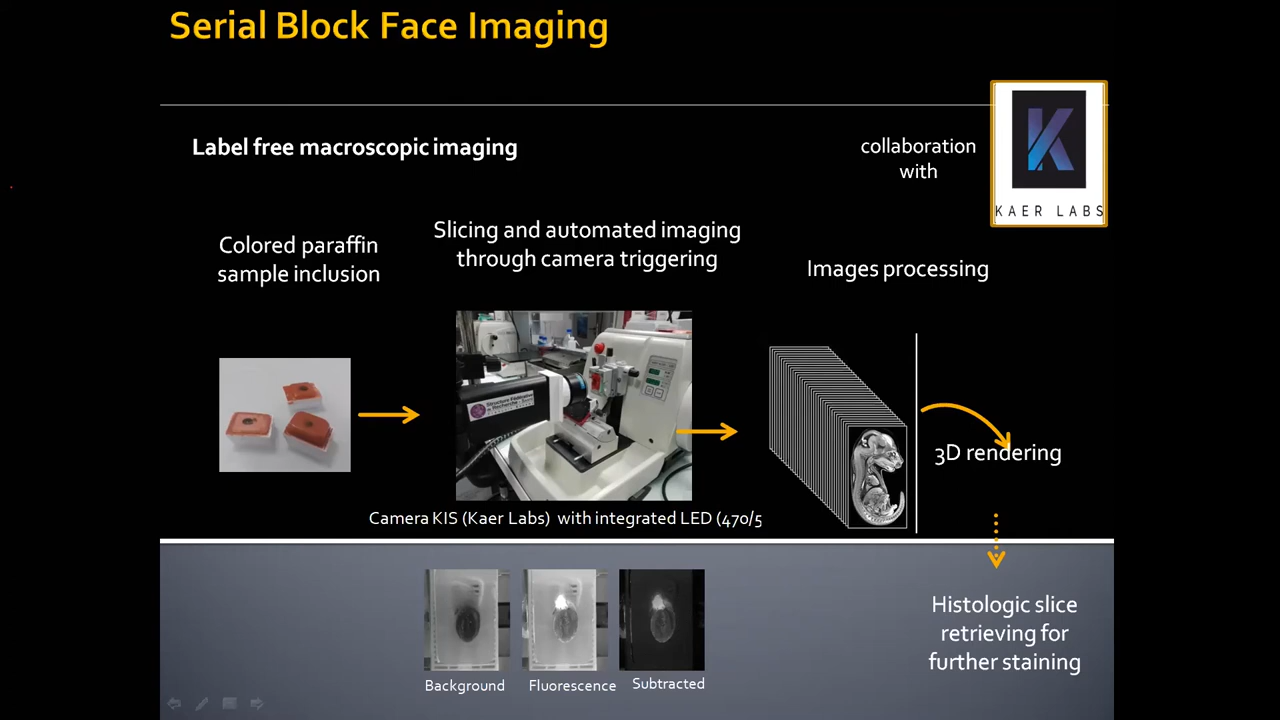 Serial Block Face Imaging
Label free macroscopic imaging
collaboration
with
KAER LABS
Colored paraffin
sample inclusion
Slicing and automated imaging
through camera triggering
Images processing
3D rendering
Camera KIS (Kaer Labs) with integrated LED (470/5
Histologic slice
retrieving for
further staining
Background
Fluorescence
Subtracted